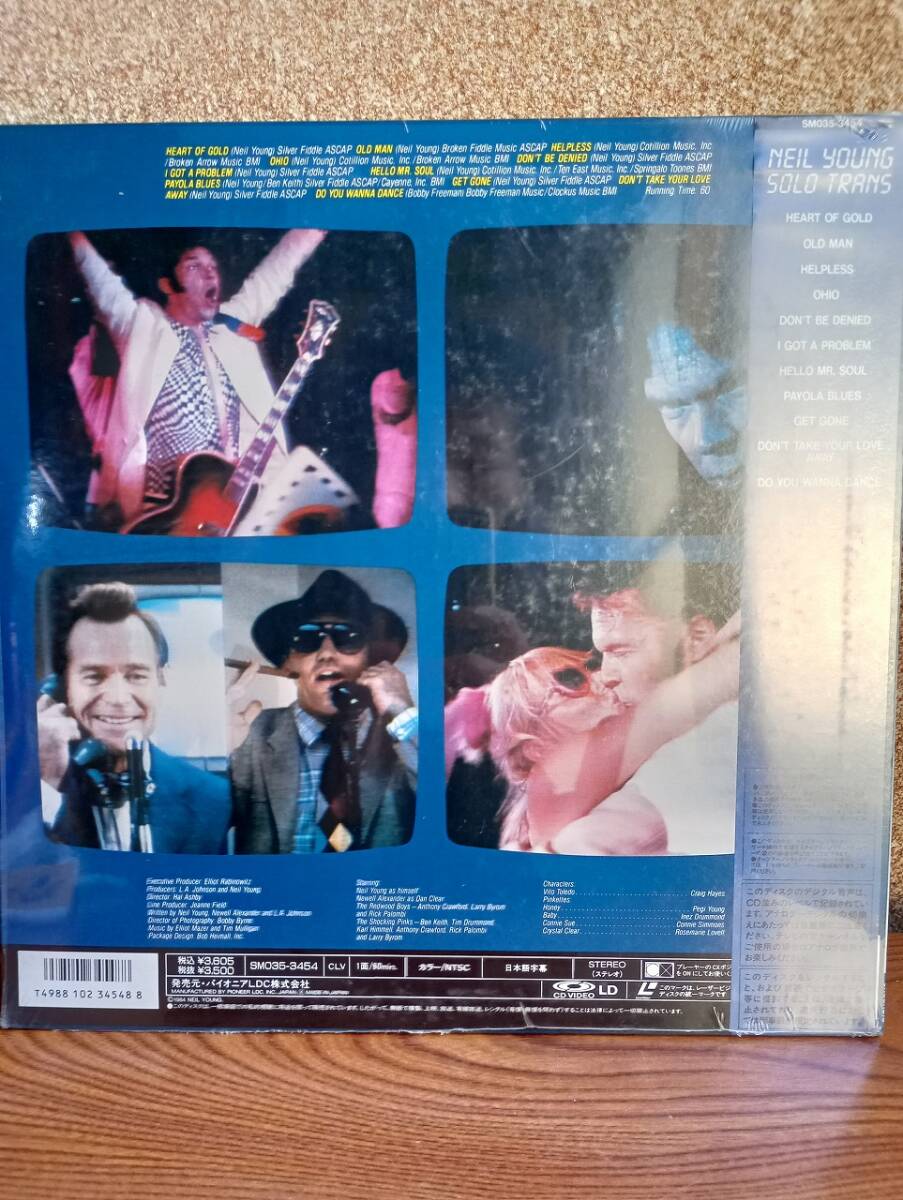 HEART OF GOLD (Neil Young) Silver Fiddle ASCAP OLD MAN (Neil Young) Broken Fiddle Music ASCAP HELPLESS (Neil Young) Cotillion Music, Inc
/Broken Arrow Music BMI OHIO (Neil Young) Cotillion Music, Inc./Broken Arrow Music BMI DON'T BE DENIED (Neil Young) Silver Fiddle ASCAP
I GOT A PROBLEM (Neil Young) Silver Fiddle ASCAP HELLO MR. SOUL (Neil Young) Cotillion Music, Inc./Ten East Music, Inc./Springalo Toones BMI
PAYOLA BLUES (Neil Young/Ben Keith Silver Fiddle ASCAP/Cayenne, Inc. BMI GET GONE (Neil Young) Silver Fiddle ASCAP DON'T TAKE YOUR LOVE
AWAY (Neil Young) Silver Fiddle ASCAP DO YOU WANNA DANCE (Bobby Freeman) Bobby Freeman Music/Clockus Music BMI Running Time: 60
SM035-3454
NEIL YOUNG
SOLO TRANS
HEART OF GOLD
OLD MAN
HELPLESS
OHIO
DON'T BE DENIED
I GOT A PROBLEM
HELLO MR. SOUL
PAYOLA BLUES
GET GONE
DON'T TAKE YOUR LOVE
AWAY
DO YOU WANNA DANCE
Executive Producer: Elliot Rabinowitz
Producers: L.A. Johnson and Neil Young
Director: Hal Ashby
Line Producer: Jeanne Field
Written by Neil Young, Newell Alexander and L.A. Johnson
Director of Photography: Bobby Byrne
Music by Elliot Mazer and Tim Mulligan
Package Design: Bob Heimall, Inc.
Starring:
Neil Young as himself
Newell Alexander as Dan Clear
The Redwood Boys – Anthony Crawford, Larry Byrom
and Rick Palombi
The Shocking Pinks – Ben Keith, Tim Drummond,
Karl Himmel, Anthony Crawford, Rick Palombi
and Larry Byrom
Characters:
Vito Toledo Craig Hayes
Pinkettes:
Honey Pegi Young
Baby Inez Drummond
Connie Sue Connie Simmons
Crystal Clear Rosemarie Lovett
このディスクのデジタル音声は、
T4988 102 34548 8
税込 ¥3,605
税抜 ¥3,500
SM035-3454
CLV
1面/60min.
カラー/NTSC
日本語字幕
STEREO
(ステレオ)
発売元・パイオニアLDC株式会社
MANUFACTURED BY PIONEER LDC, INC., JAPAN
MADE IN JAPAN
CD VIDEO LD
©1984 NEIL YOUNG.